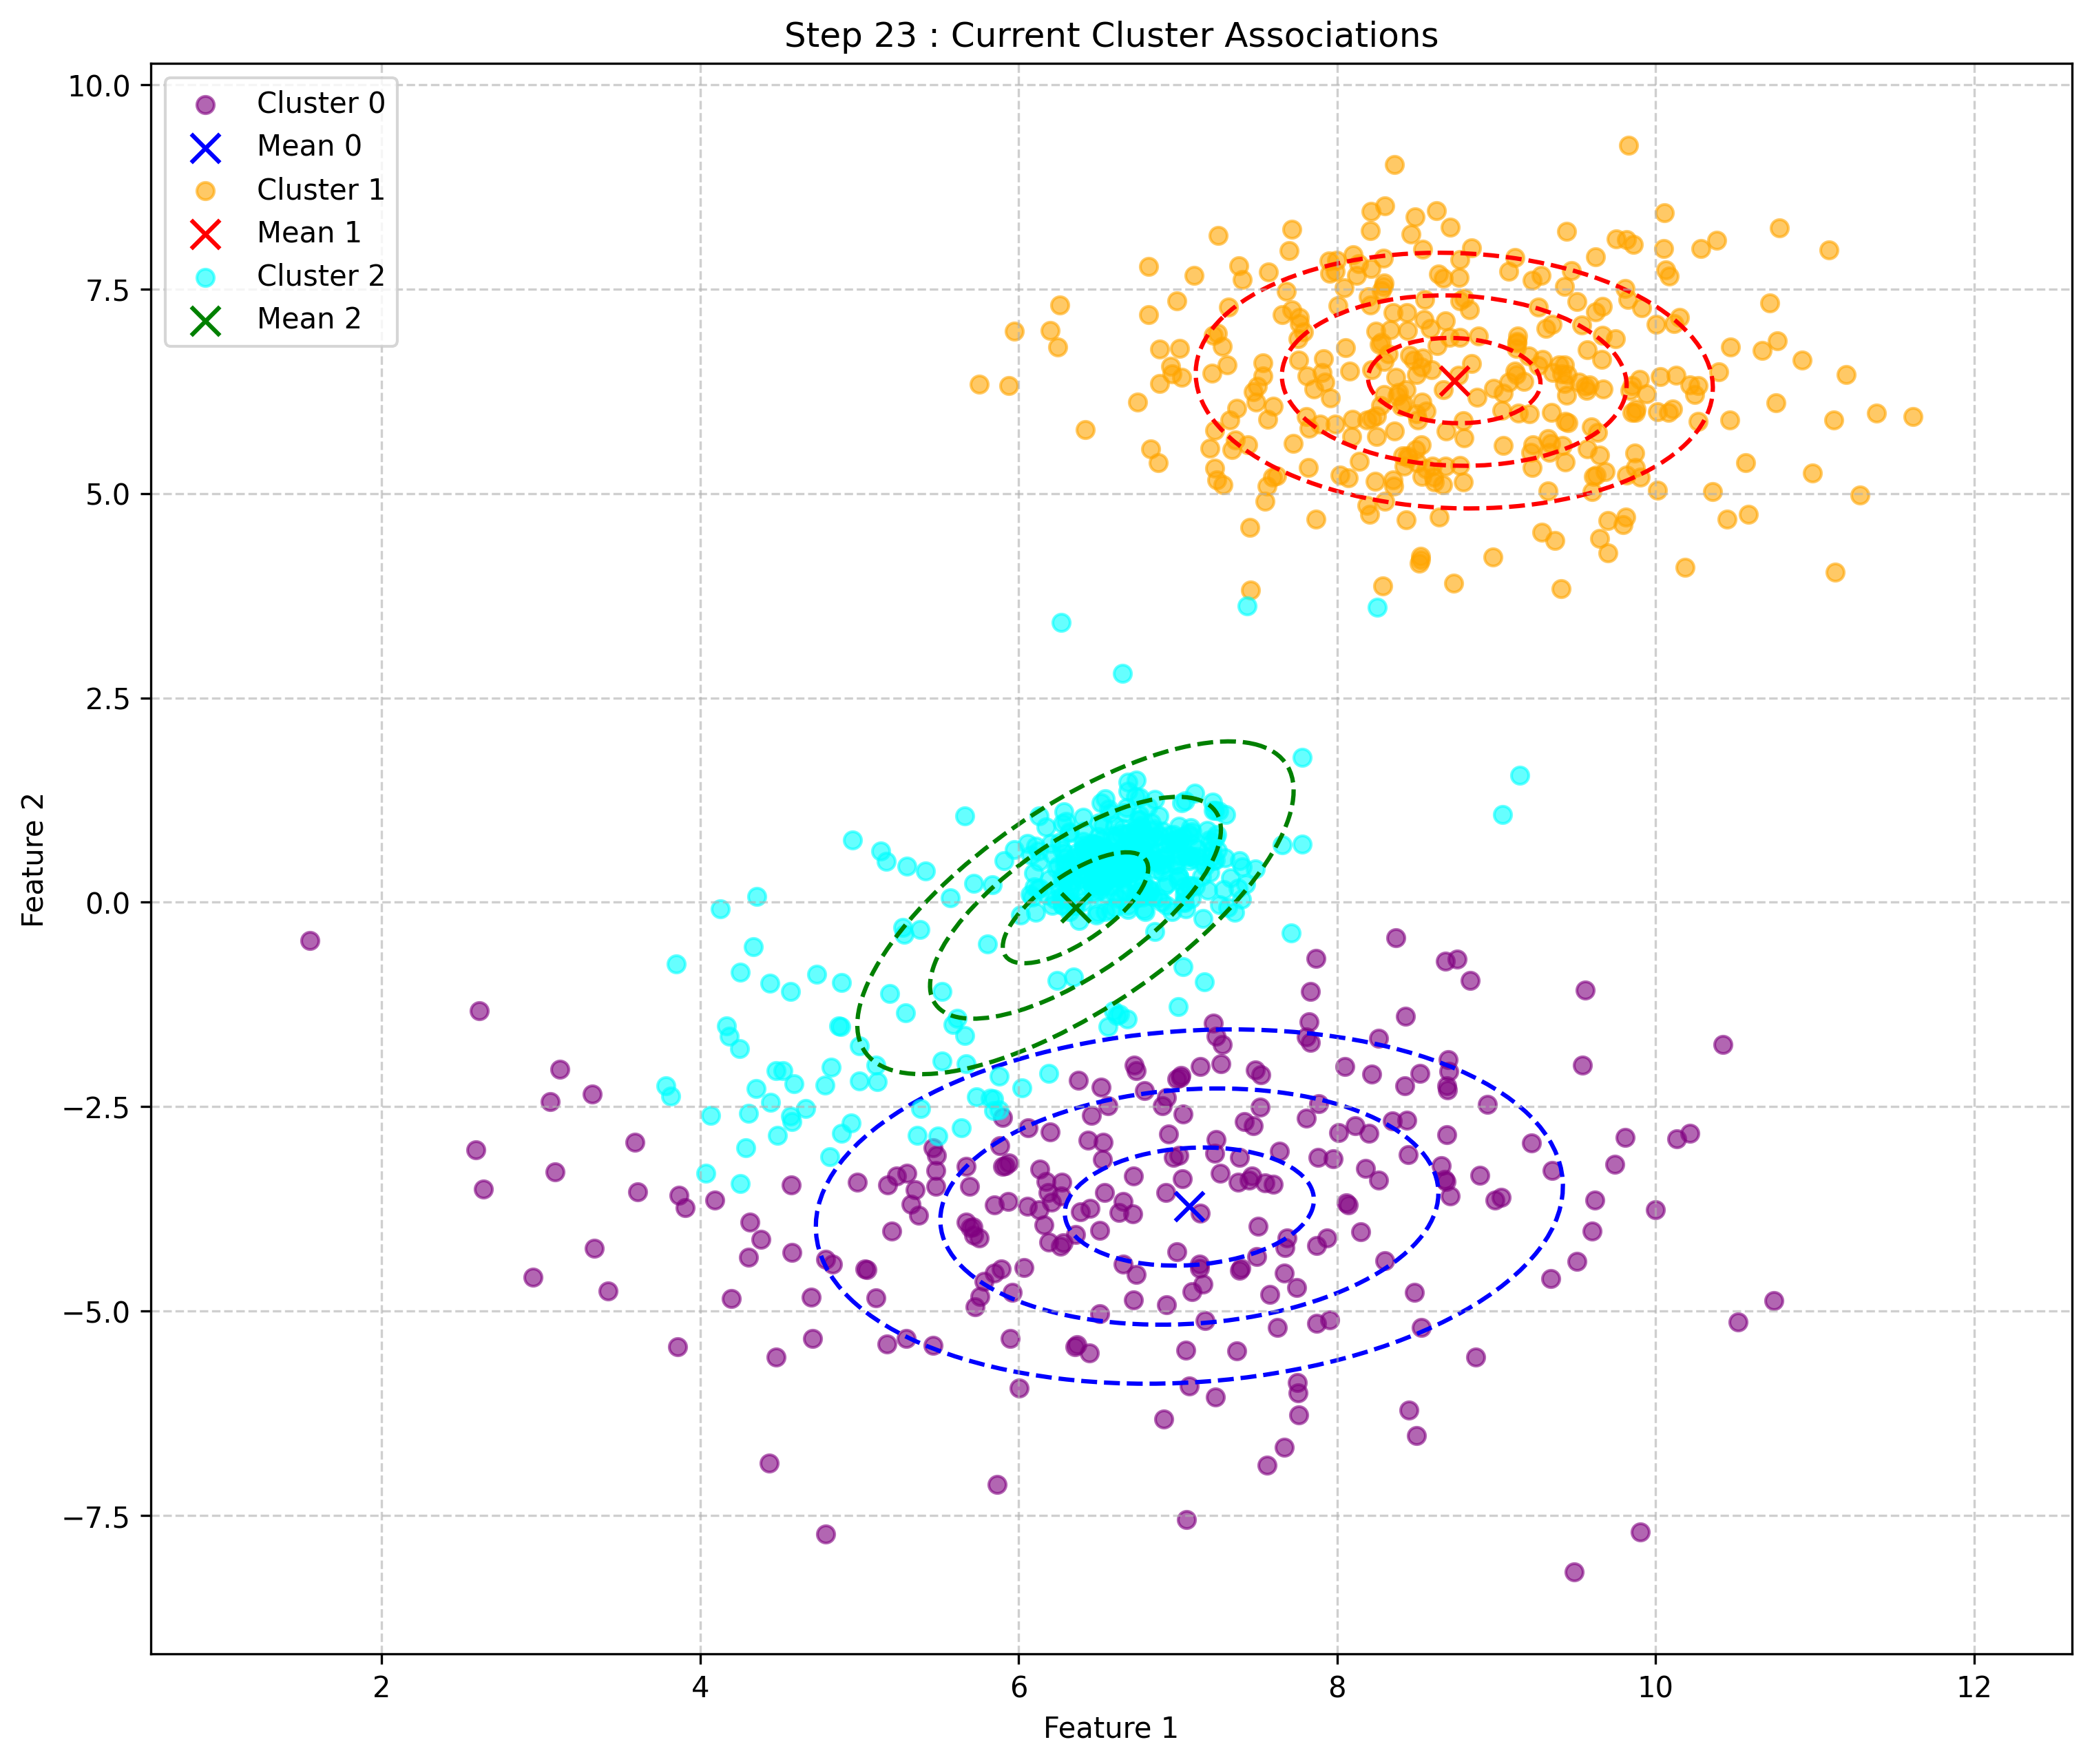 Step 23 : Current Cluster Associations
Cluster 0
Mean 0
Cluster 1
Mean 1
Cluster 2
Mean 2
10.0
7.5
5.0
2.5
0.0
−2.5
−5.0
−7.5
Feature 2
2
4
6
8
10
12
Feature 1